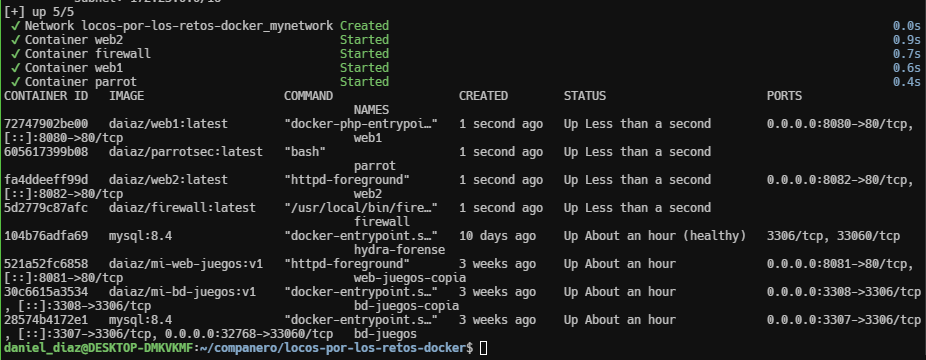 [+] up 5/5
✓ Network locos-por-los-retos-docker_mynetwork Created 0.0s
✓ Container web2 Started 0.9s
✓ Container firewall Started 0.7s
✓ Container web1 Started 0.6s
✓ Container parrot Started 0.4s
CONTAINER ID IMAGE COMMAND CREATED STATUS PORTS
NAMES
72747902be00 daiaz/web1:latest "docker-php-entrypoi…" 1 second ago Up Less than a second 0.0.0.0:8080->80/tcp,
[::]:8080->80/tcp web1
605617399b08 daiaz/parrotsec:latest "bash" 1 second ago Up Less than a second
parrot
fa4ddeeff99d daiaz/web2:latest "httpd-foreground" 1 second ago Up Less than a second 0.0.0.0:8082->80/tcp,
[::]:8082->80/tcp web2
5d2779c87afc daiaz/firewall:latest "/usr/local/bin/fire…" 1 second ago Up Less than a second
firewall
104b76adfa69 mysql:8.4 "docker-entrypoint.s…" 10 days ago Up About an hour (healthy) 3306/tcp, 33060/tcp
hydra-forense
521a52fc6858 daiaz/mi-web-juegos:v1 "httpd-foreground" 3 weeks ago Up About an hour 0.0.0.0:8081->80/tcp,
[::]:8081->80/tcp web-juegos-copia
30c6615a3534 daiaz/mi-bd-juegos:v1 "docker-entrypoint.s…" 3 weeks ago Up About an hour 0.0.0.0:3308->3306/tcp
, [::]:3308->3306/tcp bd-juegos-copia
28574b4172e1 mysql:8.4 "docker-entrypoint.s…" 3 weeks ago Up About an hour 0.0.0.0:3307->3306/tcp
, [::]:3307->3306/tcp, 0.0.0.0:32768->33060/tcp bd-juegos
daniel_diaz@DESKTOP-DMKVKMF:~/companero/locos-por-los-retos-docker$